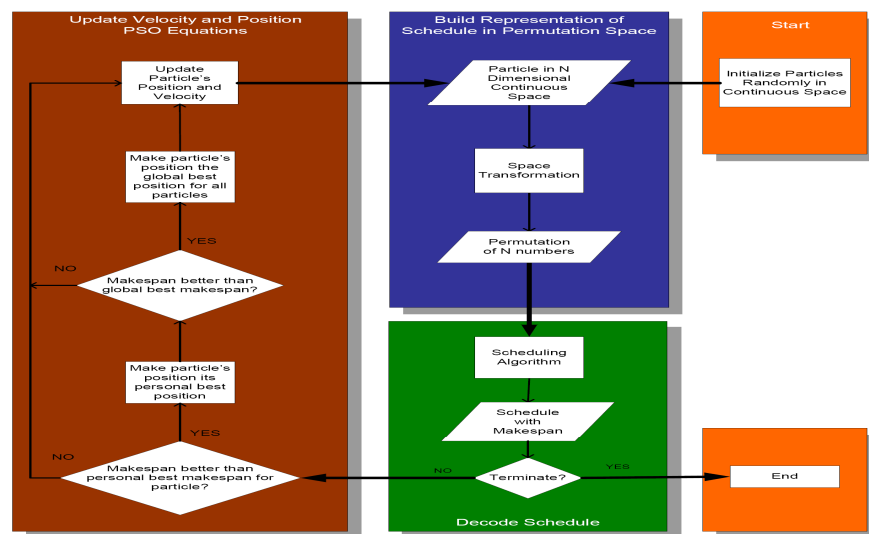 Update Velocity and Position
PSO Equations
Update
Particle's
Position and
Velocity
Make particle's
position the
global best
position for all
particles
YES
NO
Makespan better than
global best makespan?
Make particle's
position its
personal best
position
YES
NO
Makespan better than
personal best makespan for
particle?
Build Representation of
Schedule in Permutation Space
Particle in N
Dimensional
Continuous
Space
Space
Transformation
Permutation
of N numbers
Scheduling
Algorithm
Schedule
with
Makespan
NO
Terminate?
YES
Decode Schedule
Start
Initialize Particles
Randomly in
Continuous Space
End